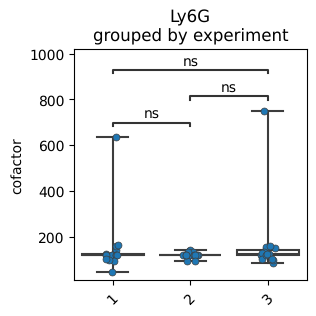 Ly6G
grouped by experiment
1000
ns
ns
800
ns
600
400
200
cofactor
1
2
3